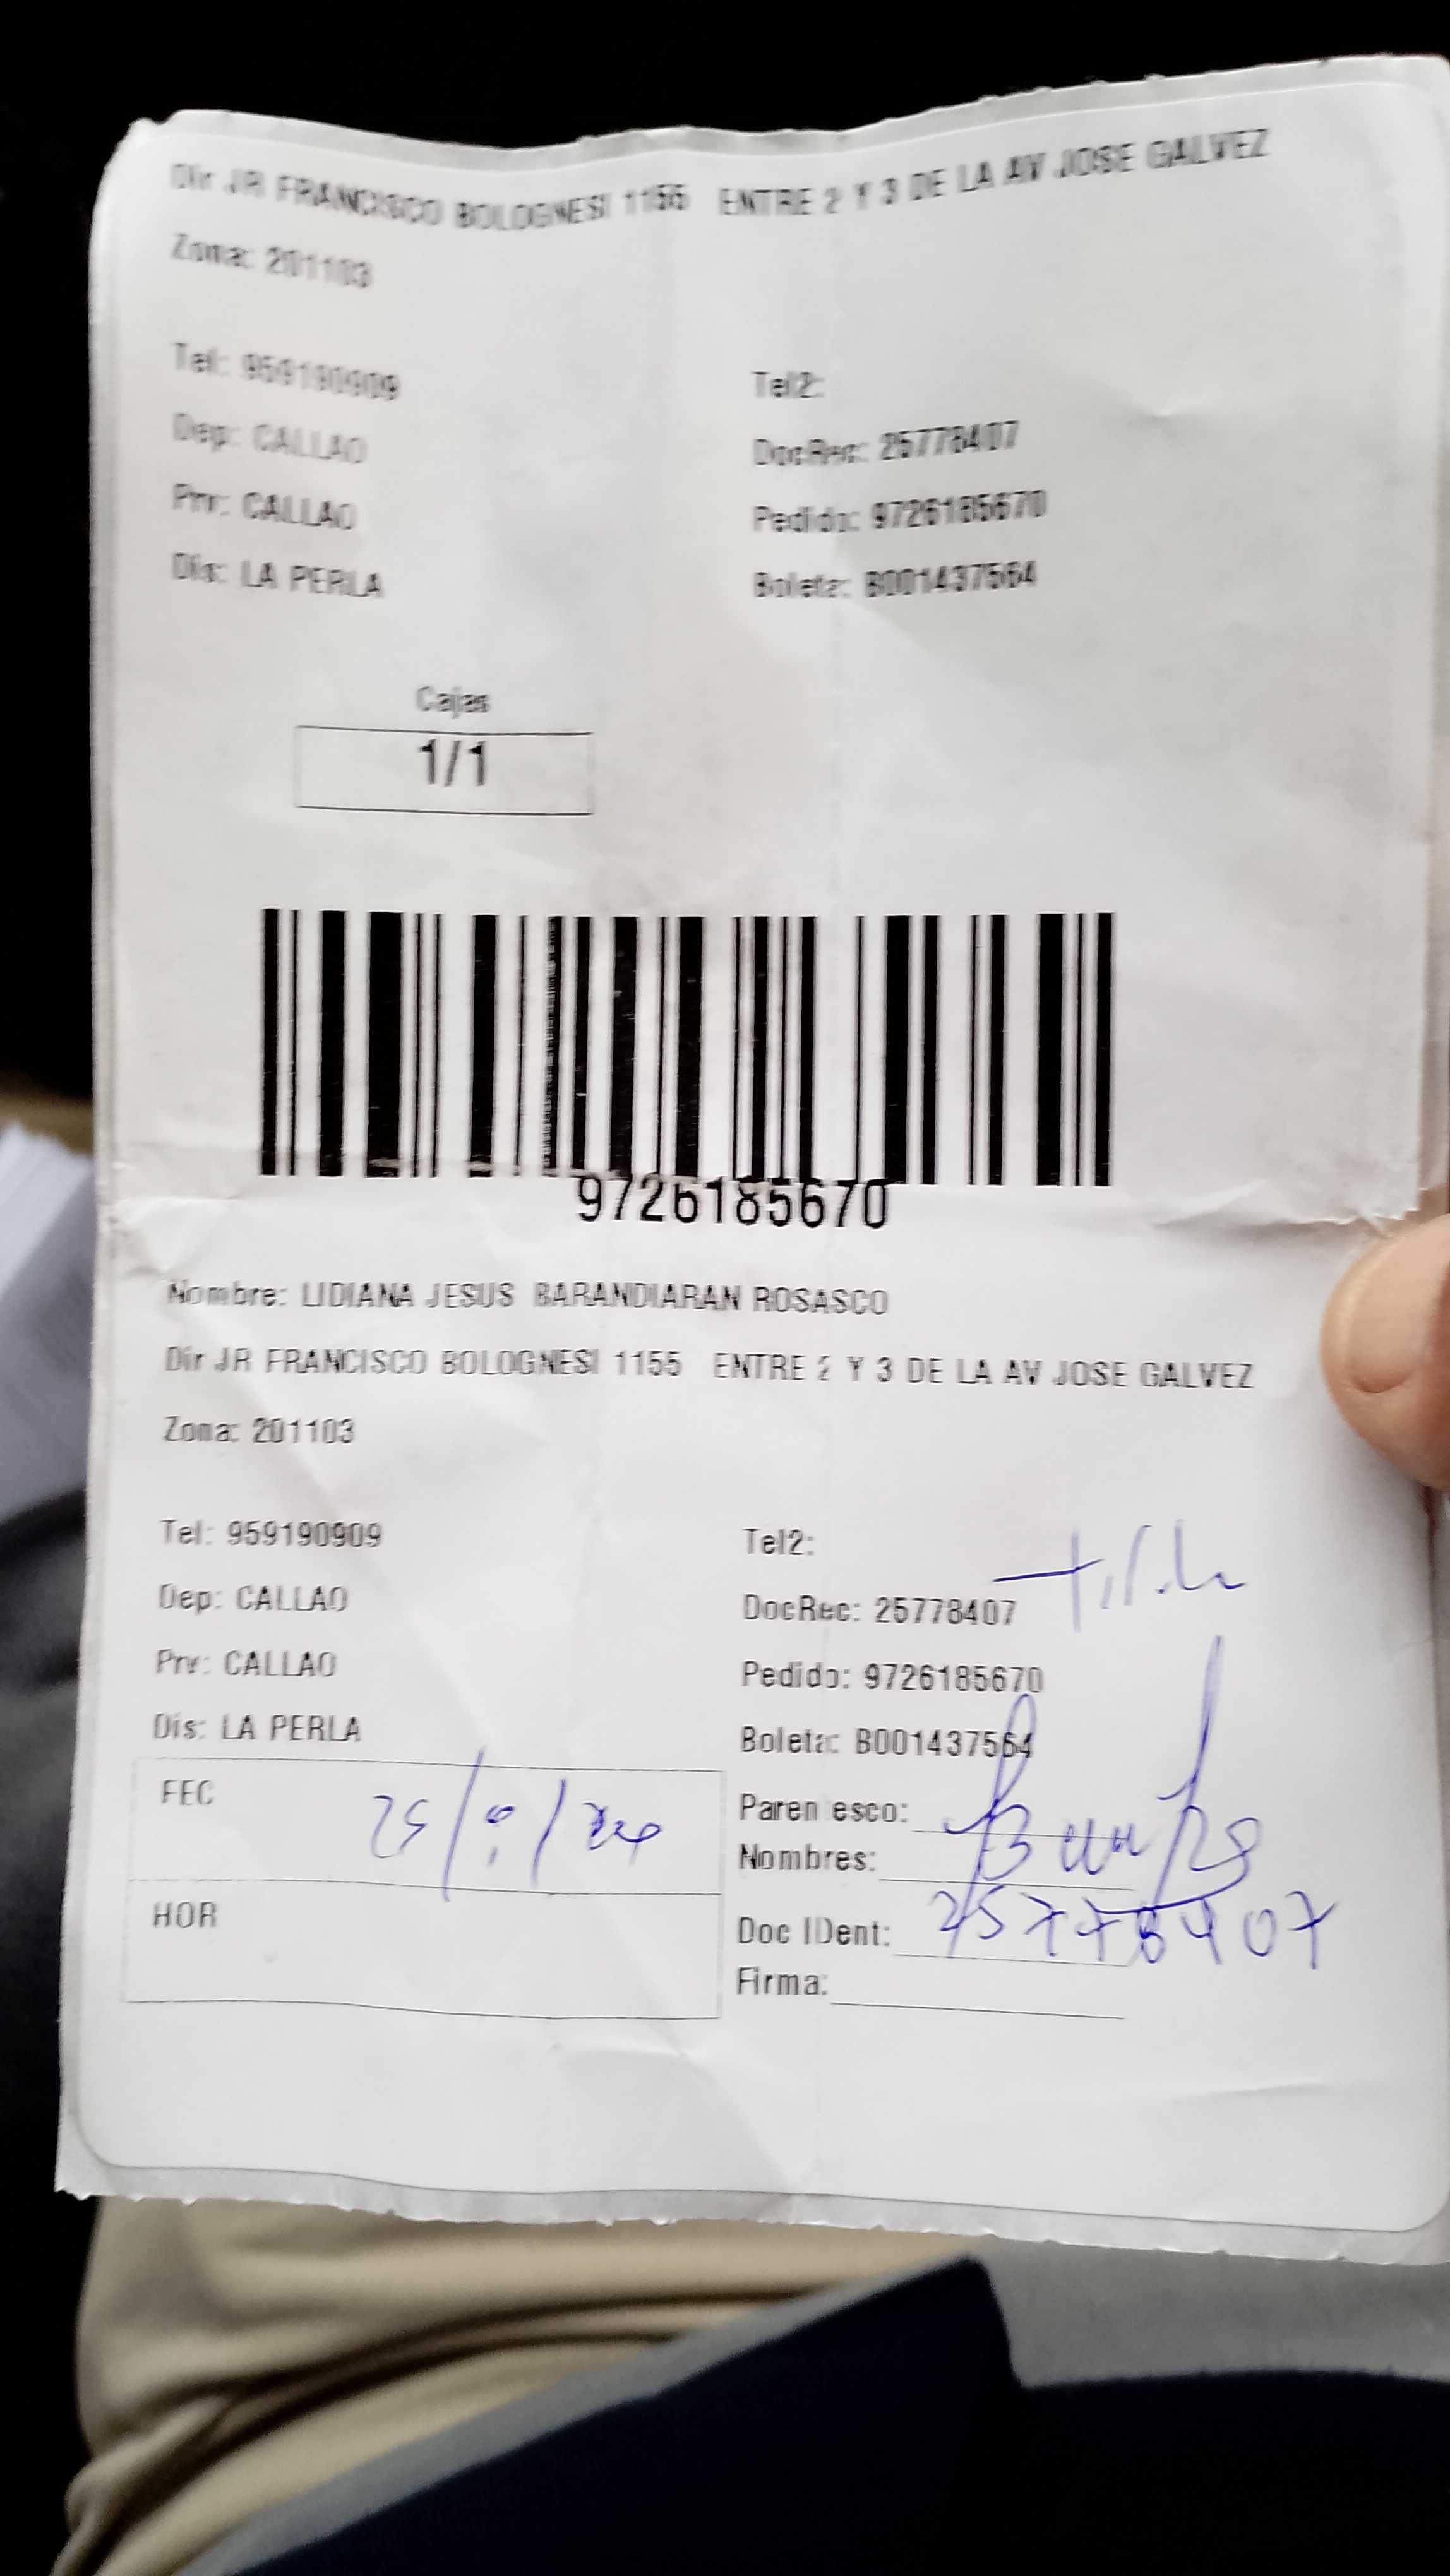 Dir JR FRANCISCO BOLOGNESI 1155 ENTRE 2 Y 3 DE LA AV JOSE GALVEZ
Zona: 201103
Tel: 959190909 Tel2:
Dep: CALLAO DocRec: 25778407
Prv: CALLAO Pedido: 9726185670
Dis: LA PERLA Boleta: B001437564
Cajas
1/1
9726185670
Nombre: LIDIANA JESUS BARANDIARAN ROSASCO
Dir JR FRANCISCO BOLOGNESI 1155 ENTRE 2 Y 3 DE LA AV JOSE GALVEZ
Zona: 201103
Tel: 959190909 Tel2:
Dep: CALLAO DocRec: 25778407
Prv: CALLAO Pedido: 9726185670
Dis: LA PERLA Boleta: B001437564
FEC Paren esco:
Nombres:
HOR Doc IDent: 25778407
Firma: